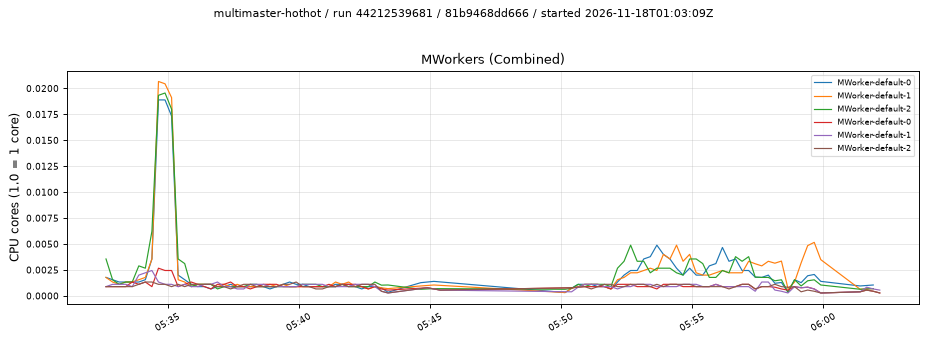 multimaster-hothot / run 44212539681 / 81b9468dd666 / started 2026-11-18T01:03:09Z
MWorkers (Combined)
CPU cores (1.0 = 1 core)
0.0200
0.0175
0.0150
0.0125
0.0100
0.0075
0.0050
0.0025
0.0000
MWorker-default-0
MWorker-default-1
MWorker-default-2
MWorker-default-0
MWorker-default-1
MWorker-default-2
05:35
05:40
05:45
05:50
05:55
06:00